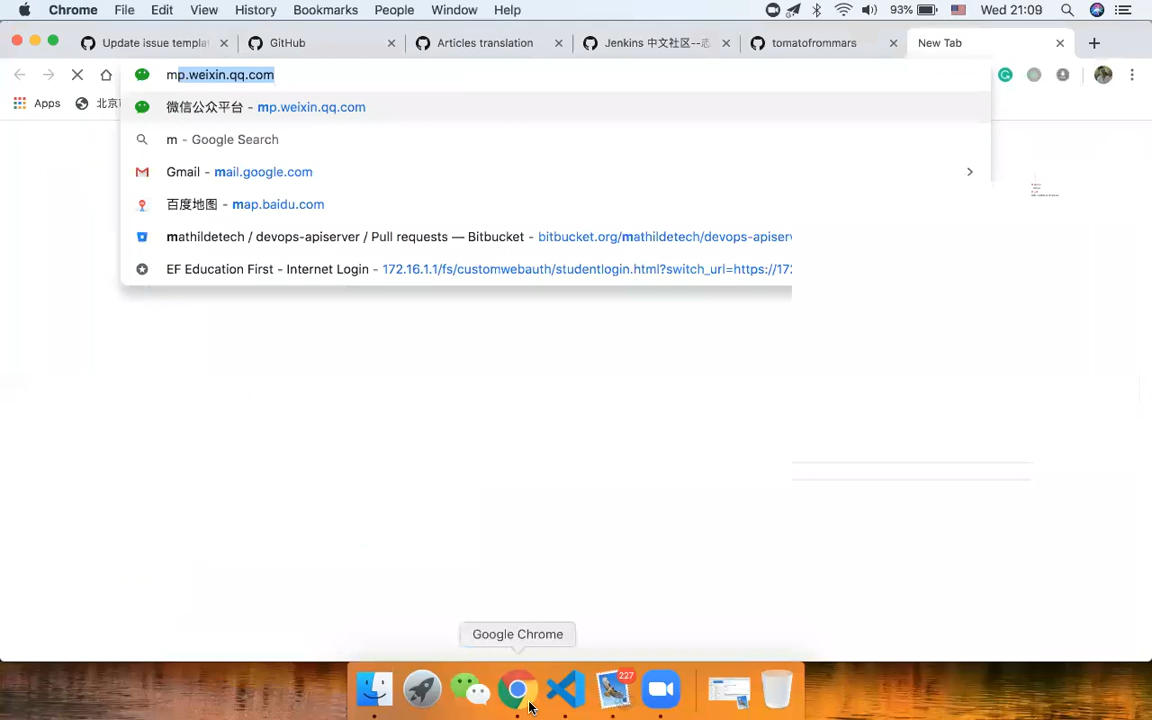 Chrome File Edit View History Bookmarks People Window Help 93% Wed 21:09
Update issue templat GitHub Articles translation Jenkins 中文社区-- tomatofrommars New Tab
mp.weixin.qq.com
Apps 北京
微信公众平台 - mp.weixin.qq.com
m - Google Search
Gmail - mail.google.com
百度地图 - map.baidu.com
mathildetech / devops-apiserver / Pull requests — Bitbucket - bitbucket.org/mathildetech/devops-apiserv
EF Education First - Internet Login - 172.16.1.1/fs/customwebauth/studentlogin.html?switch_url=https://172
Google Chrome
227